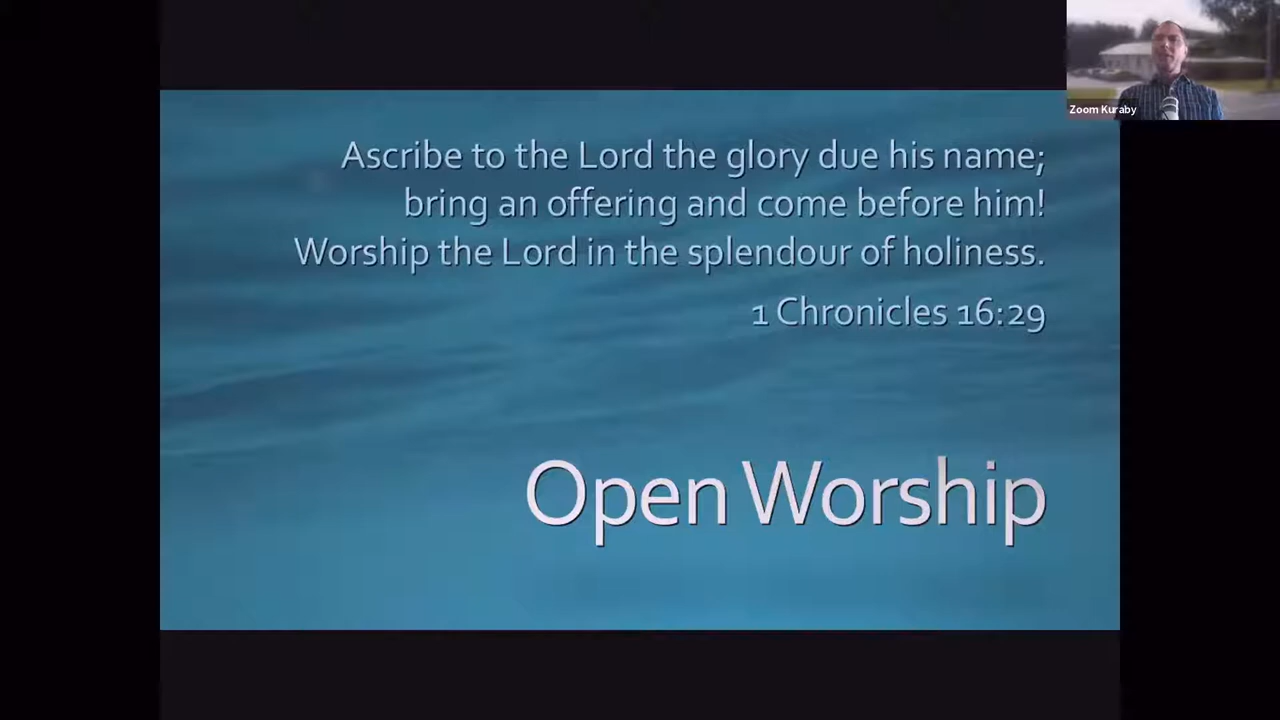 Zoom Kuraby
Ascribe to the Lord the glory due his name;
bring an offering and come before him!
Worship the Lord in the splendour of holiness.
1 Chronicles 16:29
Open Worship